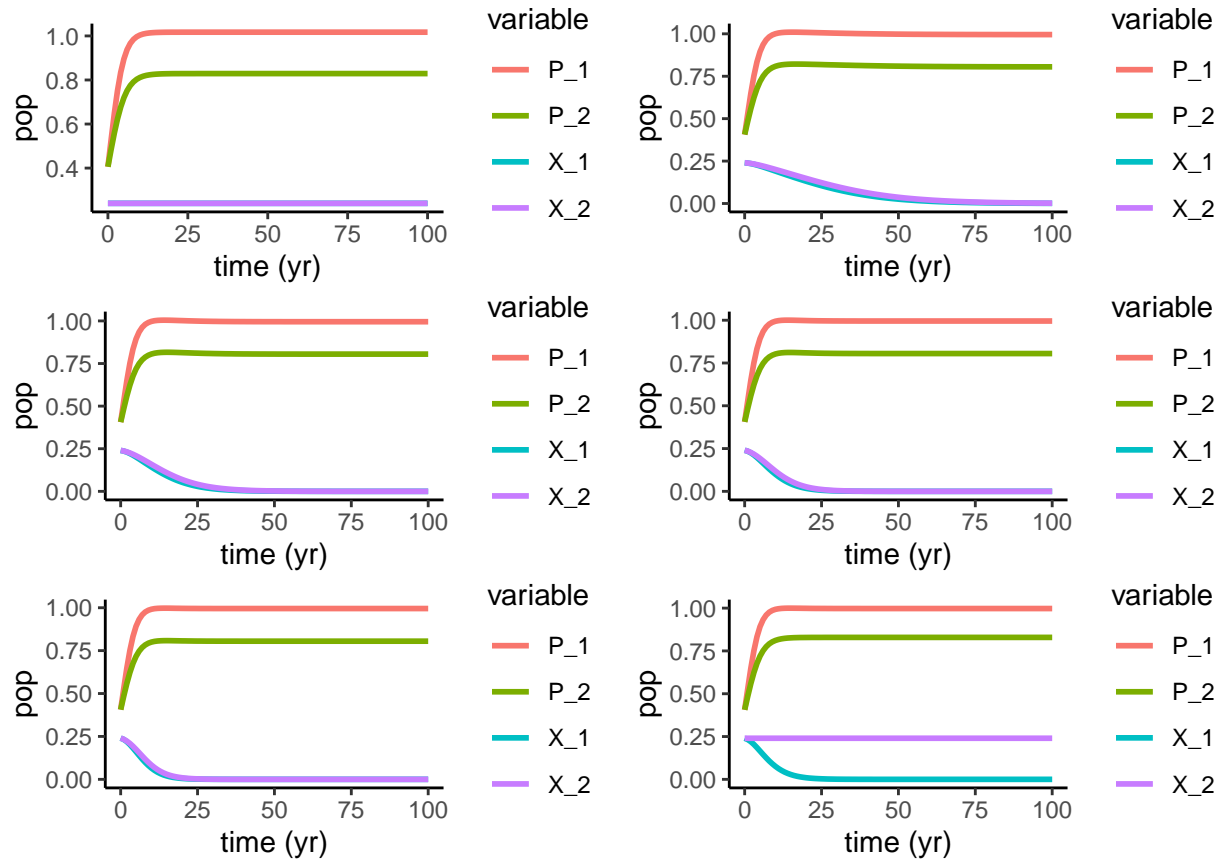 variable
1.0
0.8
0.6
0.4
pop
0 25 50 75 100
time (yr)
P_1
P_2
X_1
X_2
variable
1.00
0.75
0.50
0.25
0.00
pop
0 25 50 75 100
time (yr)
P_1
P_2
X_1
X_2
variable
1.00
0.75
0.50
0.25
0.00
pop
0 25 50 75 100
time (yr)
P_1
P_2
X_1
X_2
variable
1.00
0.75
0.50
0.25
0.00
pop
0 25 50 75 100
time (yr)
P_1
P_2
X_1
X_2
variable
1.00
0.75
0.50
0.25
0.00
pop
0 25 50 75 100
time (yr)
P_1
P_2
X_1
X_2
variable
1.00
0.75
0.50
0.25
0.00
pop
0 25 50 75 100
time (yr)
P_1
P_2
X_1
X_2